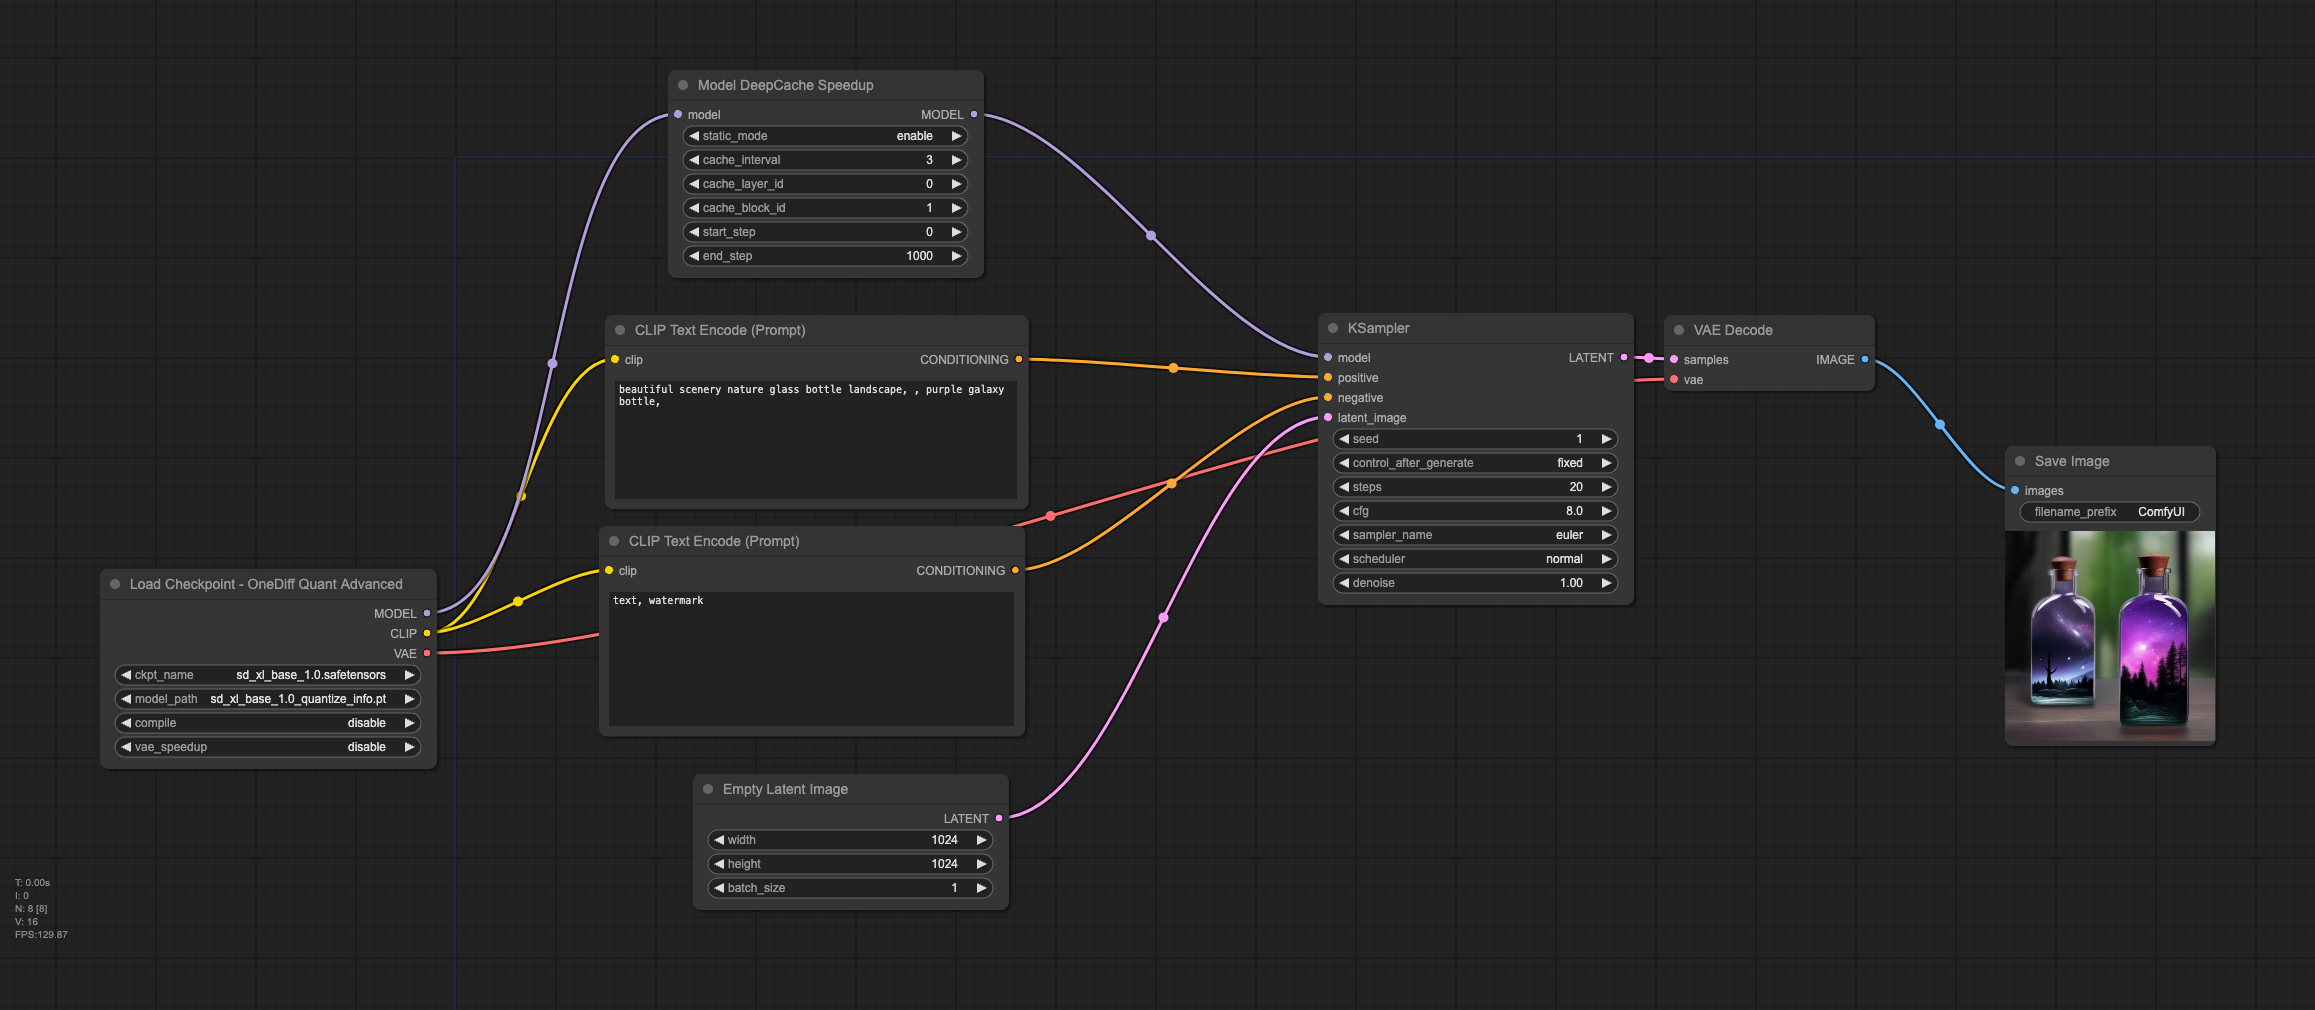 Model DeepCache Speedup
model MODEL
static_mode enable
cache_interval 3
cache_layer_id 0
cache_block_id 1
start_step 0
end_step 1000
CLIP Text Encode (Prompt)
clip CONDITIONING
beautiful scenery nature glass bottle landscape, , purple galaxy
bottle,
CLIP Text Encode (Prompt)
clip CONDITIONING
text, watermark
Load Checkpoint - OneDiff Quant Advanced
MODEL
CLIP
VAE
ckpt_name sd_xl_base_1.0.safetensors
model_path sd_xl_base_1.0_quantize_info.pt
compile disable
vae_speedup disable
Empty Latent Image
LATENT
width 1024
height 1024
batch_size 1
KSampler
model LATENT
positive
negative
latent_image
seed 1
control_after_generate fixed
steps 20
cfg 8.0
sampler_name euler
scheduler normal
denoise 1.00
VAE Decode
samples IMAGE
vae
Save Image
images
filename_prefix ComfyUI
T: 0.00s
I: 0
N: 8 [8]
V: 16
FPS:129.87